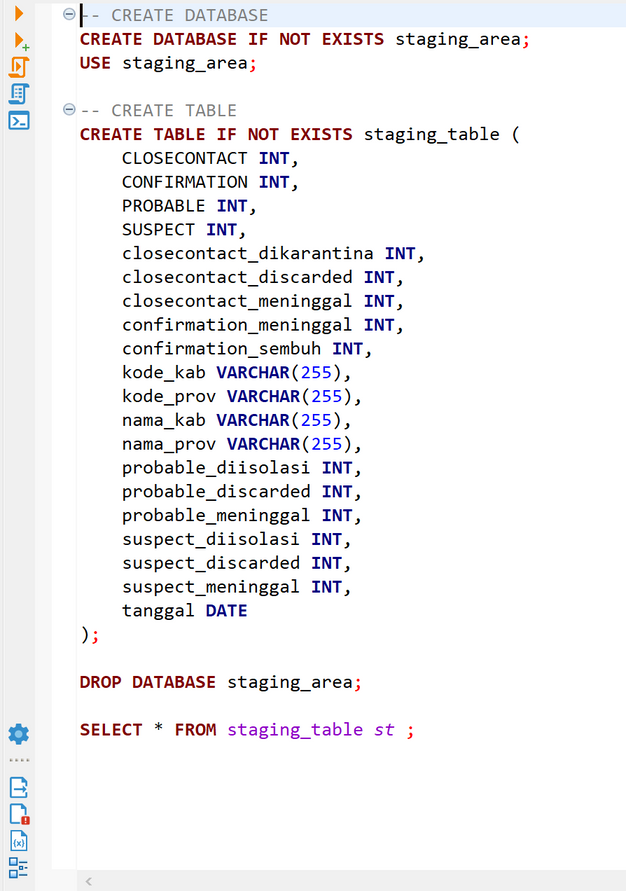 -- CREATE DATABASE
CREATE DATABASE IF NOT EXISTS staging_area;
USE staging_area;
-- CREATE TABLE
CREATE TABLE IF NOT EXISTS staging_table (
CLOSECONTACT INT,
CONFIRMATION INT,
PROBABLE INT,
SUSPECT INT,
closecontact_dikarantina INT,
closecontact_discarded INT,
closecontact_meninggal INT,
confirmation_meninggal INT,
confirmation_sembuh INT,
kode_kab VARCHAR(255),
kode_prov VARCHAR(255),
nama_kab VARCHAR(255),
nama_prov VARCHAR(255),
probable_diisolasi INT,
probable_discarded INT,
probable_meninggal INT,
suspect_diisolasi INT,
suspect_discarded INT,
suspect_meninggal INT,
tanggal DATE
);
DROP DATABASE staging_area;
SELECT * FROM staging_table st ;